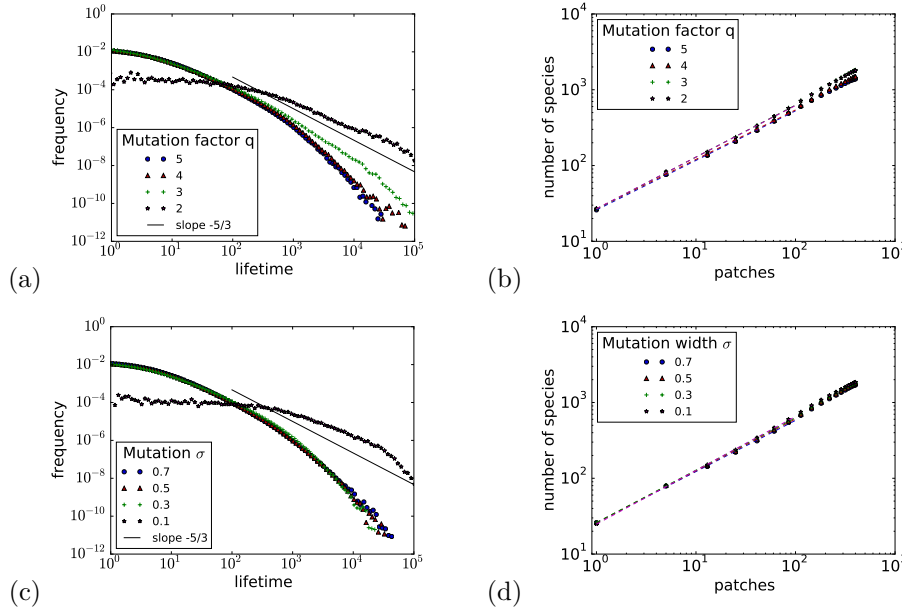 10^0
10^-2
10^-4
10^-6
10^-8
10^-10
10^-12
frequency
Mutation factor q
5
4
3
2
slope -5/3
10^0 10^1 10^2 10^3 10^4 10^5
lifetime
(a)
10^4
10^3
10^2
10^1
number of species
Mutation factor q
5
4
3
2
10^0 10^1 10^2 10^3
patches
(b)
10^0
10^-2
10^-4
10^-6
10^-8
10^-10
10^-12
frequency
Mutation σ
0.7
0.5
0.3
0.1
slope -5/3
10^0 10^1 10^2 10^3 10^4 10^5
lifetime
(c)
10^4
10^3
10^2
10^1
number of species
Mutation width σ
0.7
0.5
0.3
0.1
10^0 10^1 10^2 10^3
patches
(d)